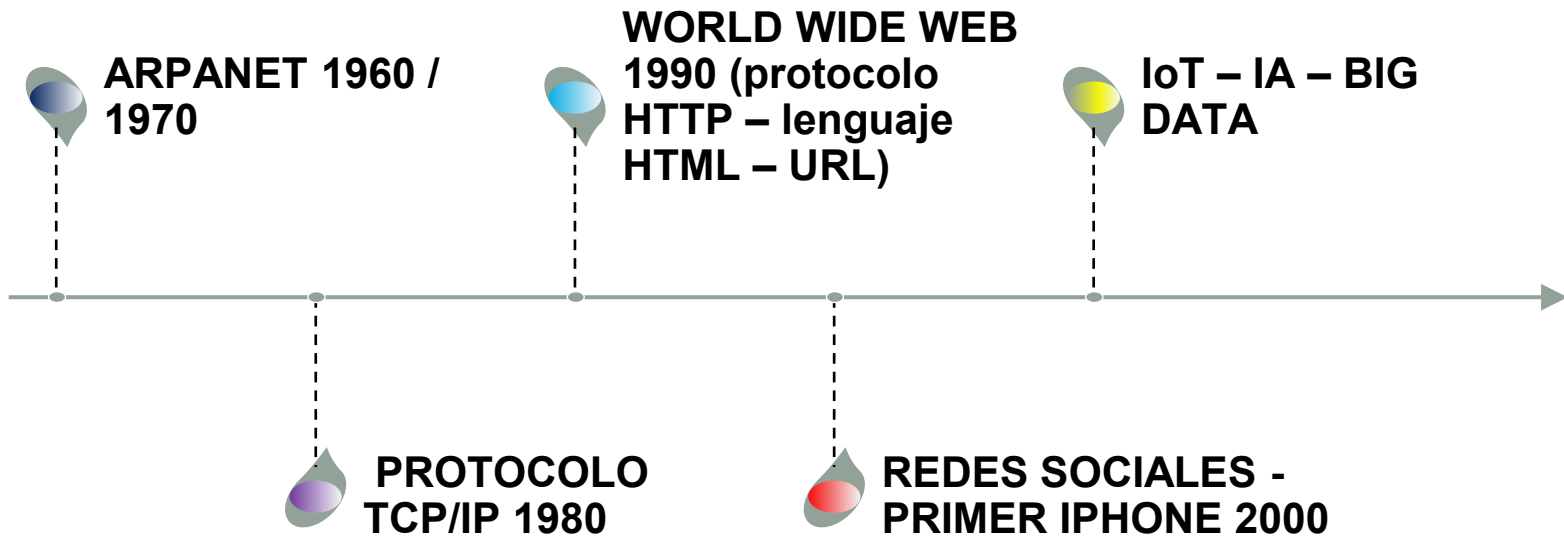 ARPANET 1960 /
1970
WORLD WIDE WEB
1990 (protocolo
HTTP – lenguaje
HTML – URL)
IoT – IA – BIG
DATA
PROTOCOLO
TCP/IP 1980
REDES SOCIALES -
PRIMER IPHONE 2000